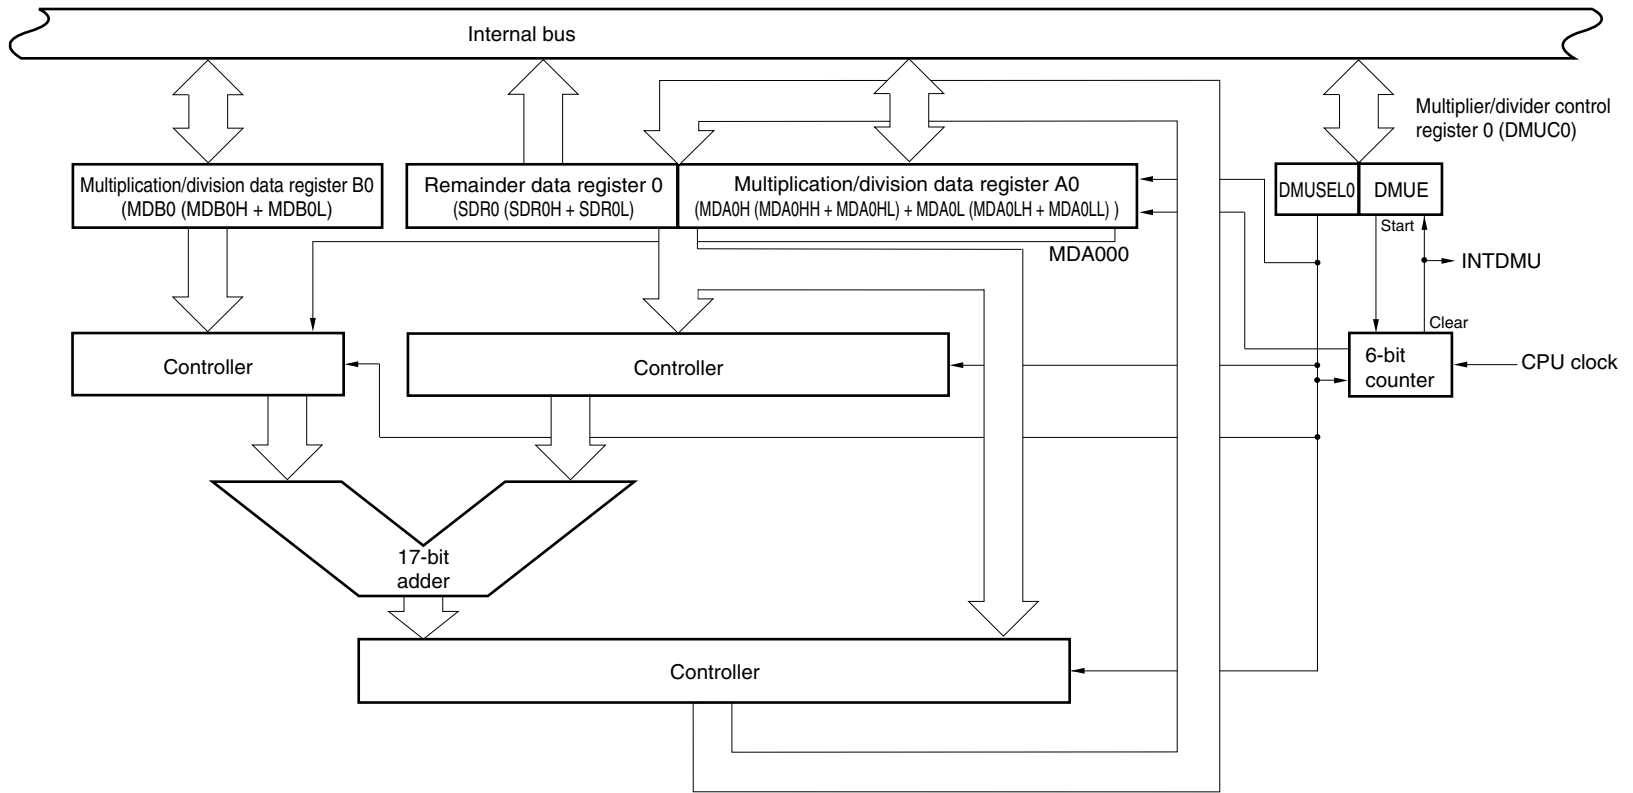 Internal bus
Multiplier/divider control
register 0 (DMUC0)
Multiplication/division data register B0
(MDB0 (MDB0H + MDB0L)
Remainder data register 0
(SDR0 (SDR0H + SDR0L)
Multiplication/division data register A0
(MDA0H (MDA0HH + MDA0HL) + MDA0L (MDA0LH + MDA0LL) )
DMUSEL0
DMUE
Start
MDA000
INTDMU
Clear
Controller
Controller
6-bit
counter
CPU clock
17-bit
adder
Controller